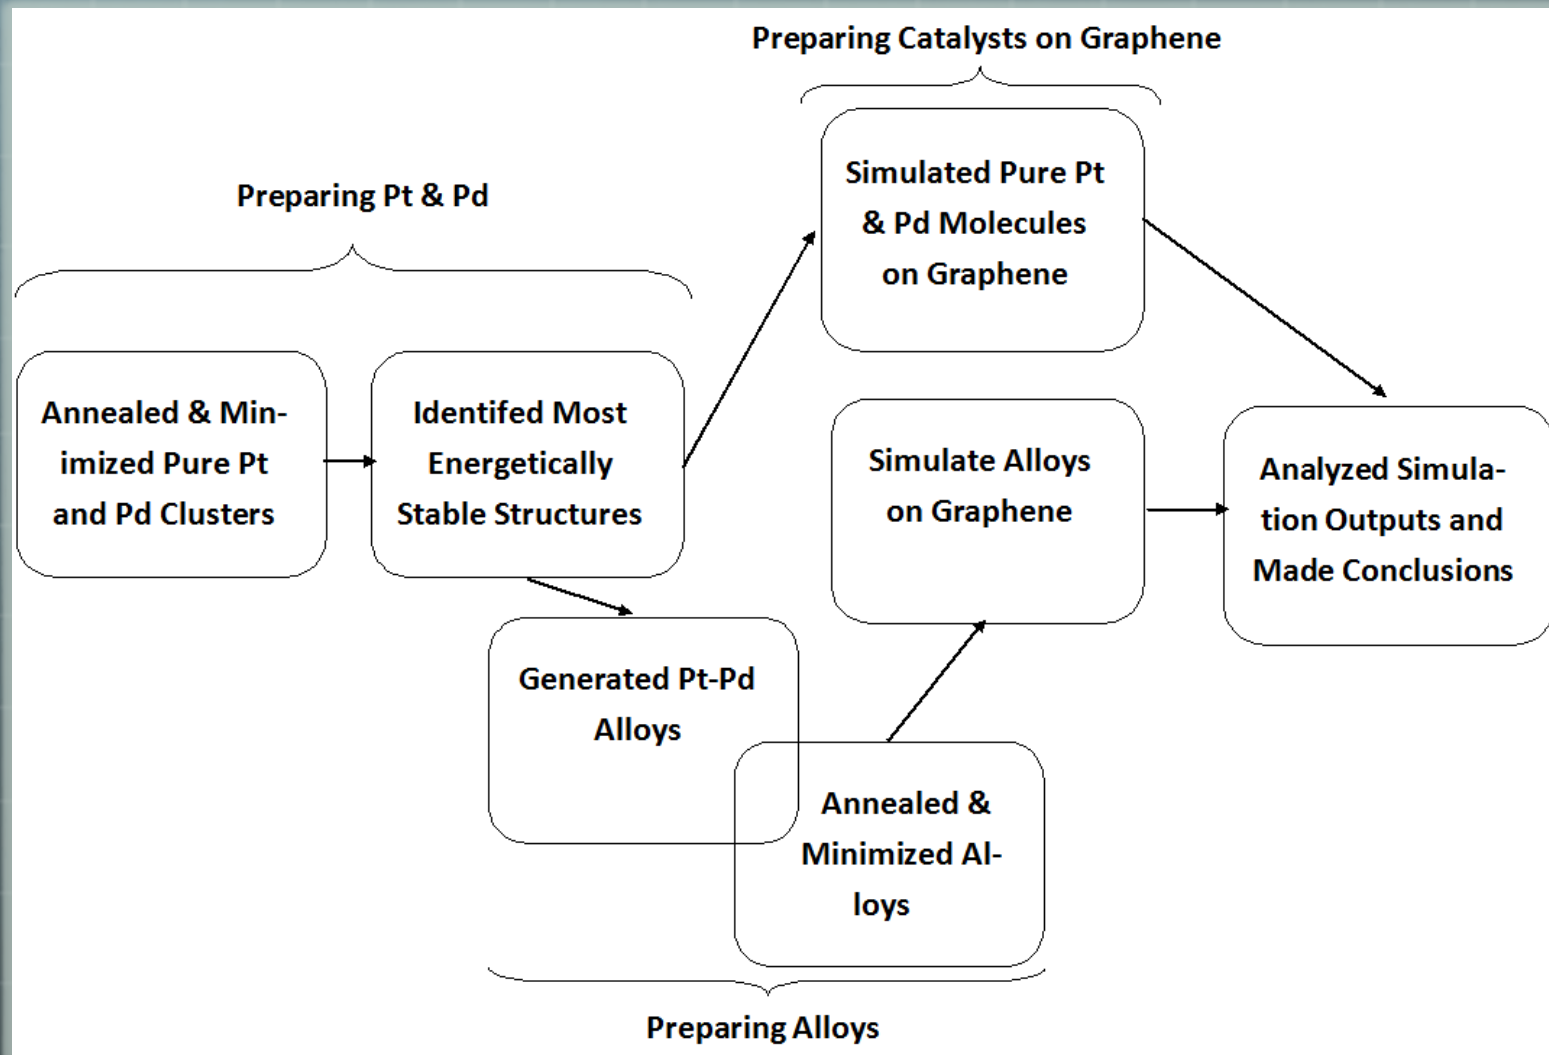 Preparing Catalysts on Graphene
Preparing Pt & Pd
Simulated Pure Pt
& Pd Molecules
on Graphene
Annealed & Min-
imized Pure Pt
and Pd Clusters
Identifed Most
Energetically
Stable Structures
Simulate Alloys
on Graphene
Analyzed Simula-
tion Outputs and
Made Conclusions
Generated Pt-Pd
Alloys
Annealed &
Minimized Al-
loys
Preparing Alloys